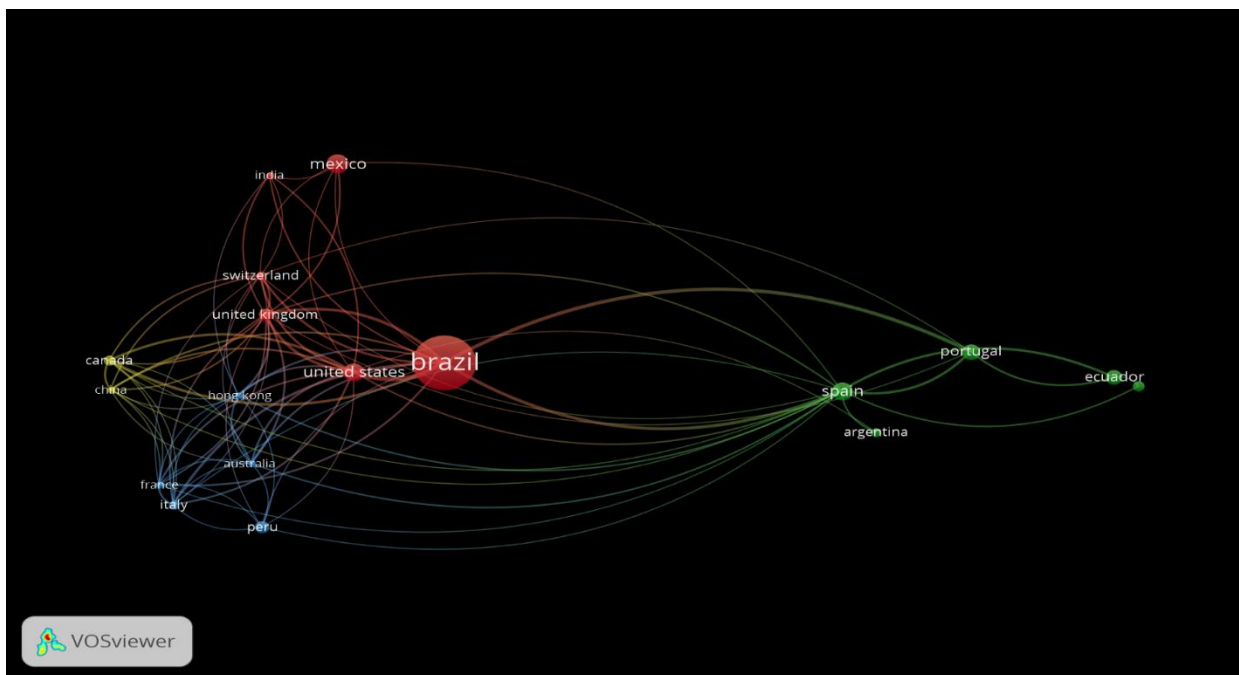 mexico
india
switzerland
united kingdom
canada
brazil
portugal
united states
ecuador
china
hong kong
spain
argentina
australia
france
italy
peru
VOSviewer